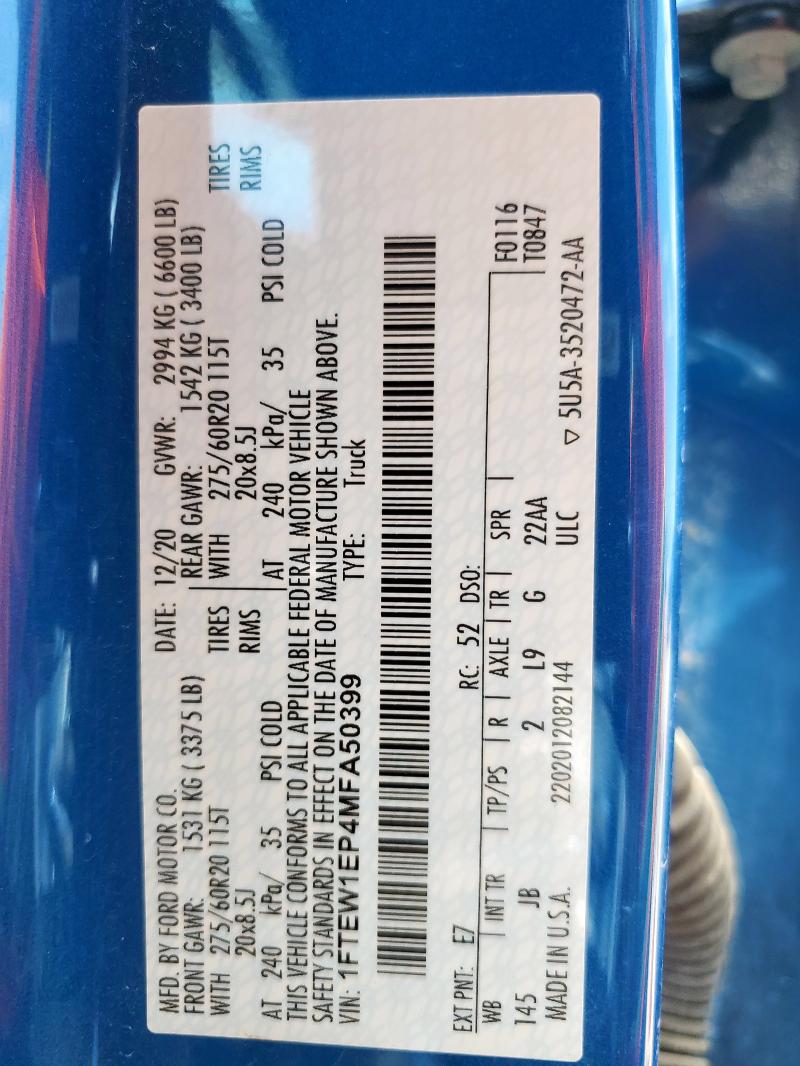 MFD. BY FORD MOTOR CO. DATE: 12/20 GVWR: 2994 KG ( 6600 LB)
FRONT GAWR: 1531 KG ( 3375 LB) REAR GAWR: 1542 KG ( 3400 LB)
WITH 275/60R20 115T TIRES WITH 275/60R20 115T TIRES
20x8.5J RIMS 20x8.5J RIMS
AT 240 kPa/ 35 PSI COLD AT 240 kPa/ 35 PSI COLD
THIS VEHICLE CONFORMS TO ALL APPLICABLE FEDERAL MOTOR VEHICLE
SAFETY STANDARDS IN EFFECT ON THE DATE OF MANUFACTURE SHOWN ABOVE.
VIN: 1FTEW1EP4MFA50399 TYPE: Truck
EXT PNT: E7 RC: 52 DSO:
WB INT TR TP/PS R AXLE TR SPR F0116
145 JB 2 L9 G 22AA T0847
MADE IN U.S.A. 2202012082144 ULC ▽ 5U5A-3520472-AA